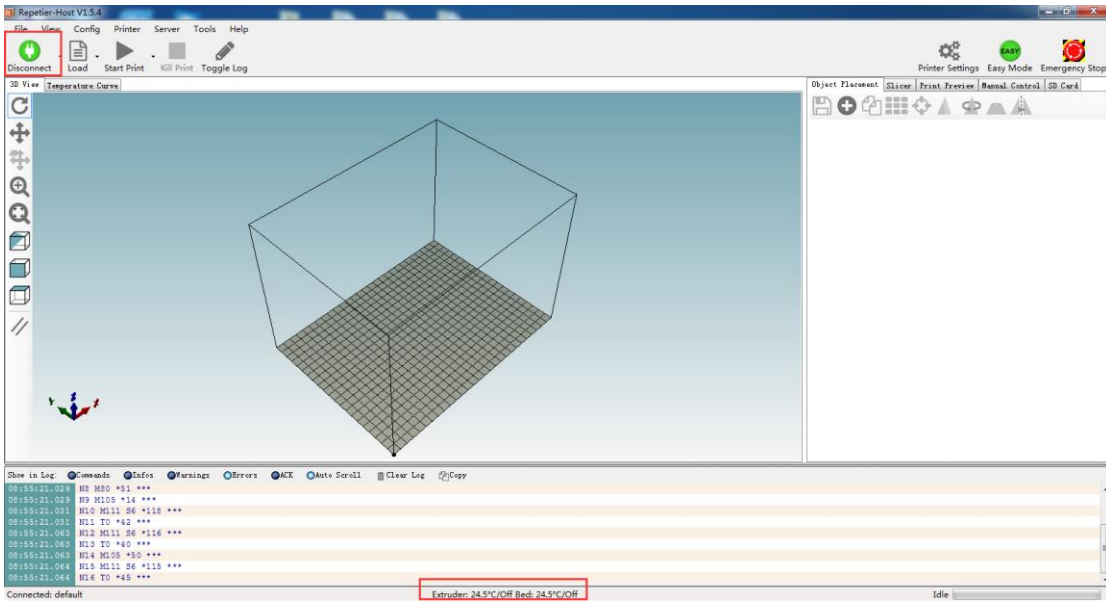 Repetier-Host V1.5.4
File View Config Printer Server Tools Help
Disconnect Load Start Print Kill Print Toggle Log
Printer Settings Easy Mode Emergency Stop
EASY
3D View Temperature Curve
Object Placement Slicer Print Preview Manual Control SD Card
Show in Log: Commands Infos Warnings Errors ACK Auto Scroll Clear Log Copy
08:55:21.029 N8 M80 *51 ***
08:55:21.029 N9 M105 *14 ***
08:55:21.031 N10 M111 S6 *118 ***
08:55:21.031 N11 T0 *42 ***
08:55:21.063 N12 M111 S6 *116 ***
08:55:21.063 N13 T0 *40 ***
08:55:21.063 N14 M105 *50 ***
08:55:21.064 N15 M111 S6 *115 ***
08:55:21.064 N16 T0 *45 ***
Connected: default Extruder: 24.5°C/Off Bed: 24.5°C/Off Idle